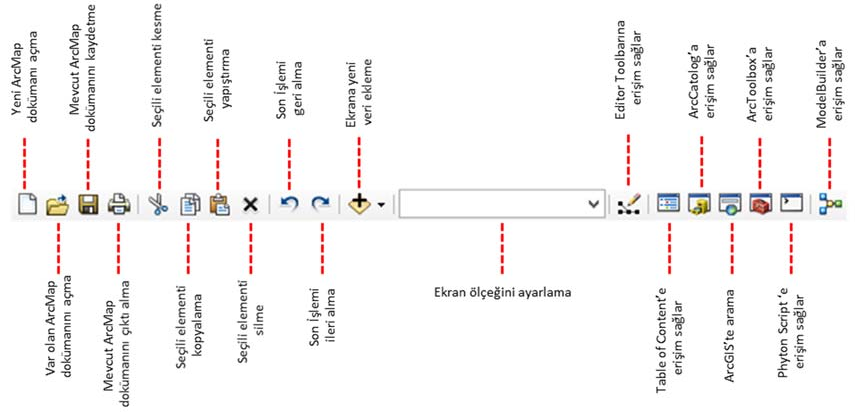 Yeni ArcMap
dokümanı açma
Mevcut ArcMap
dokümanını kaydetme
Seçili elementi kesme
Seçili elementi
yapıştırma
Son İşlemi
geri alma
Ekrana yeni
veri ekleme
Editor Toolbarına
erişim sağlar
ArcCatolog'a
erişim sağlar
ArcToolbox'a
erişim sağlar
ModelBuilder'a
erişim sağlar
Var olan ArcMap
dokümanını açma
Mevcut ArcMap
dokümanını çıktı alma
Seçili elementi
kopyalama
Seçili elementi
silme
Son İşlemi
ileri alma
Ekran ölçeğini ayarlama
Table of Content'e
erişim sağlar
ArcGIS'te arama
Phyton Script 'e
erişim sağlar